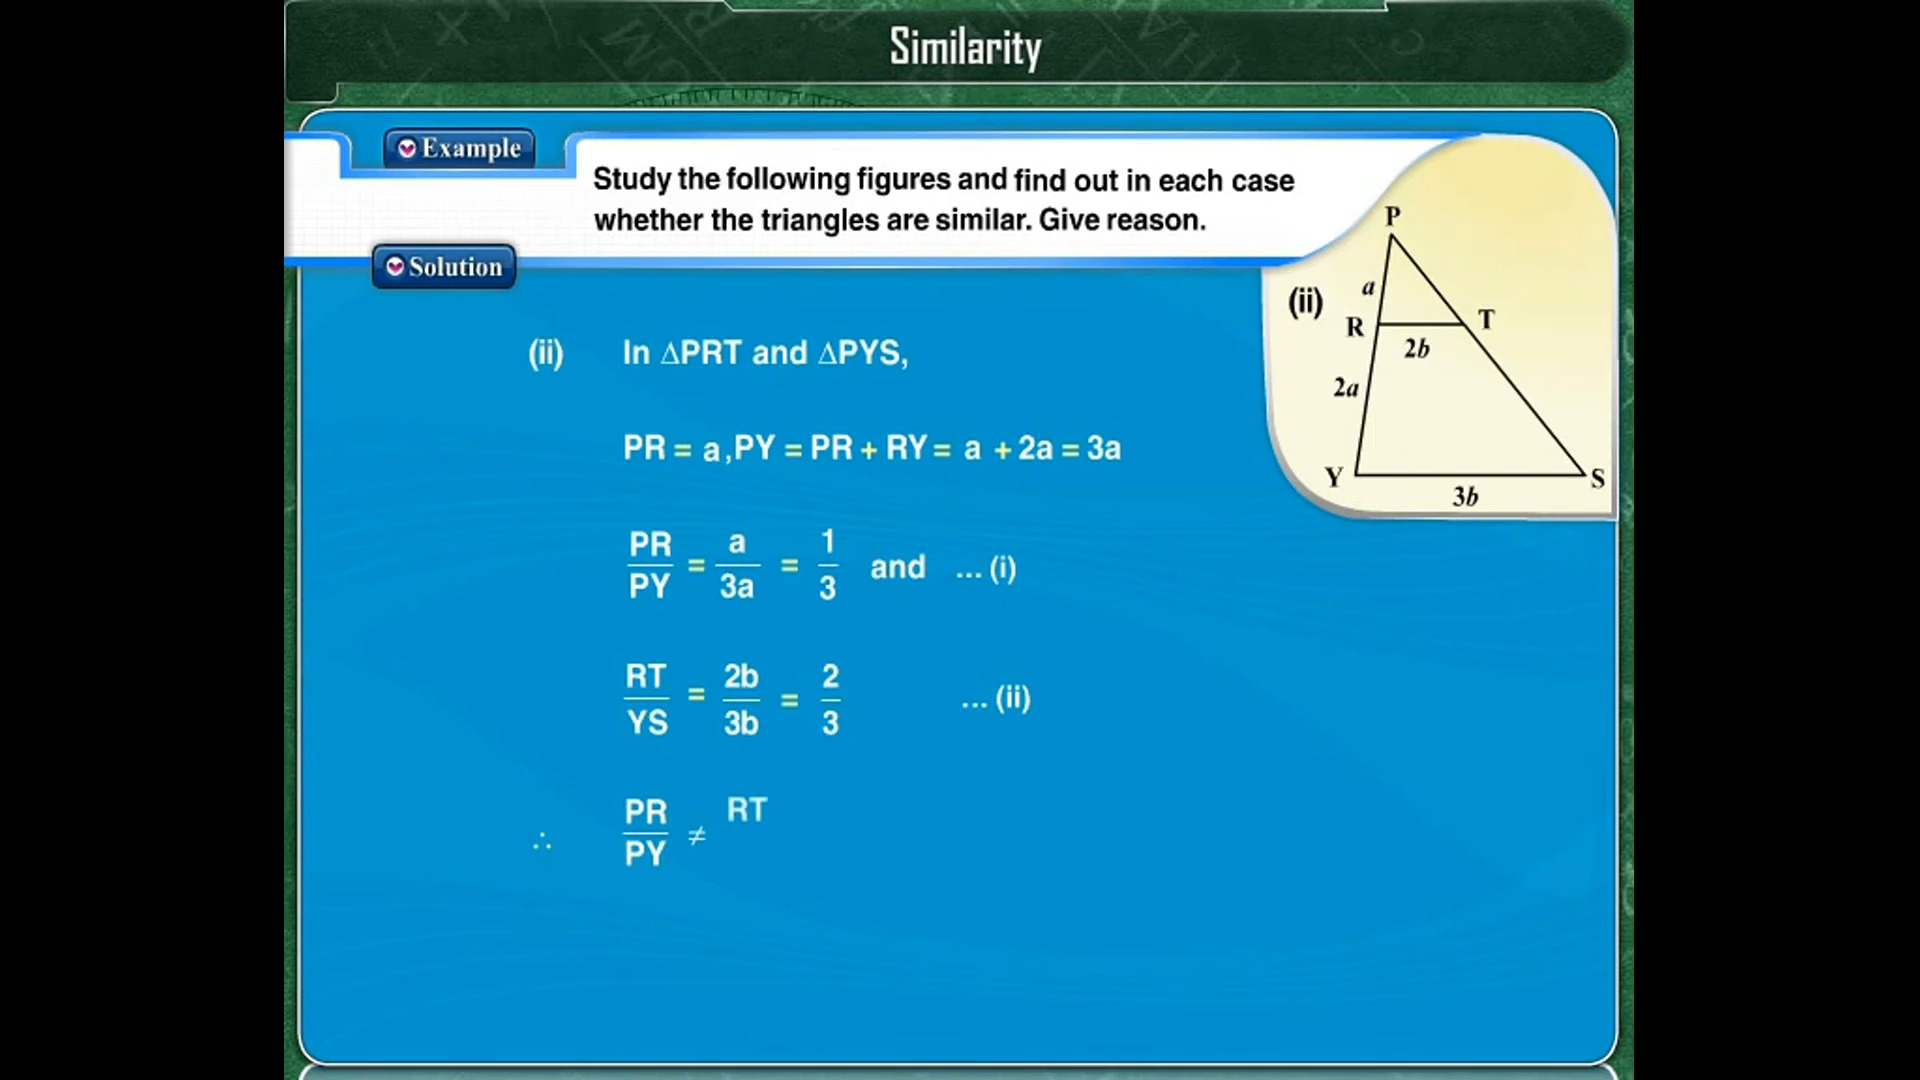 Similarity
Example
Study the following figures and find out in each case
whether the triangles are similar. Give reason.
Solution
(ii)
P
a
R
T
2b
2a
Y
S
3b
(ii) In ∆PRT and ∆PYS,
PR = a, PY = PR + RY = a + 2a = 3a
PR/PY = a/3a = 1/3 and ... (i)
RT/YS = 2b/3b = 2/3 ... (ii)
∴ PR/PY ≠ RT